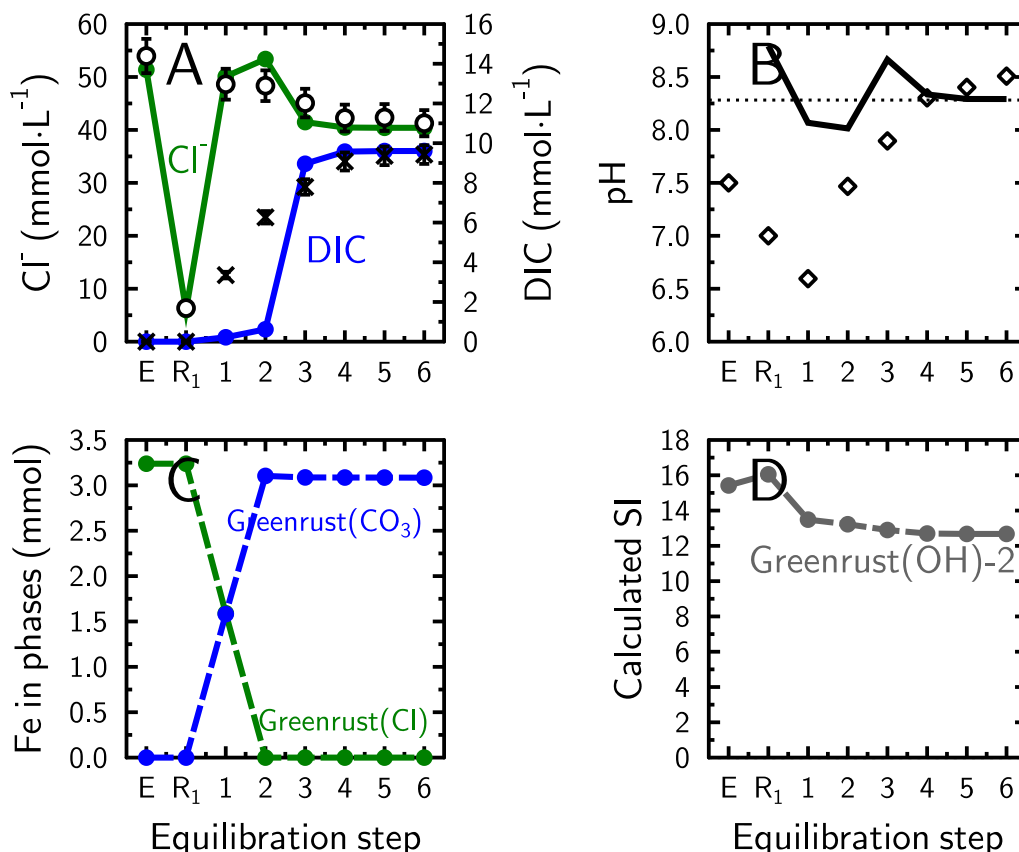 60
50
40
30
20
10
0
Cl⁻ (mmol·L⁻¹)
A
Cl⁻
DIC
16
14
12
10
8
6
4
2
0
DIC (mmol·L⁻¹)
E R₁ 1 2 3 4 5 6
9.0
8.5
8.0
7.5
7.0
6.5
6.0
pH
B
E R₁ 1 2 3 4 5 6
3.5
3.0
2.5
2.0
1.5
1.0
0.5
0.0
Fe in phases (mmol)
C
Greenrust(CO₃)
Greenrust(Cl)
E R₁ 1 2 3 4 5 6
Equilibration step
18
16
14
12
10
8
6
4
2
0
Calculated SI
D
Greenrust(OH)-2
E R₁ 1 2 3 4 5 6
Equilibration step